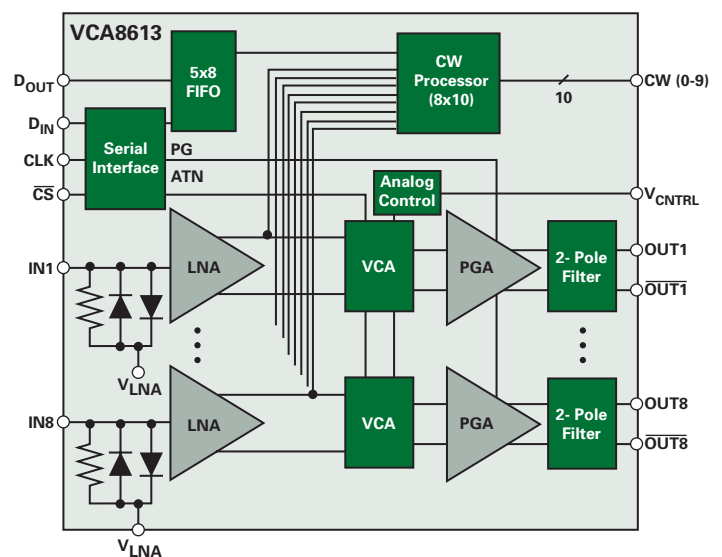 VCA8613
DOUT
5x8
FIFO
CW
Processor
(8x10)
10
CW (0-9)
DIN
CLK
CS
Serial
Interface
PG
ATN
Analog
Control
VCNTRL
IN1
LNA
VCA
PGA
2- Pole
Filter
OUT1
OUT1
VLNA
IN8
LNA
VCA
PGA
2- Pole
Filter
OUT8
OUT8
VLNA